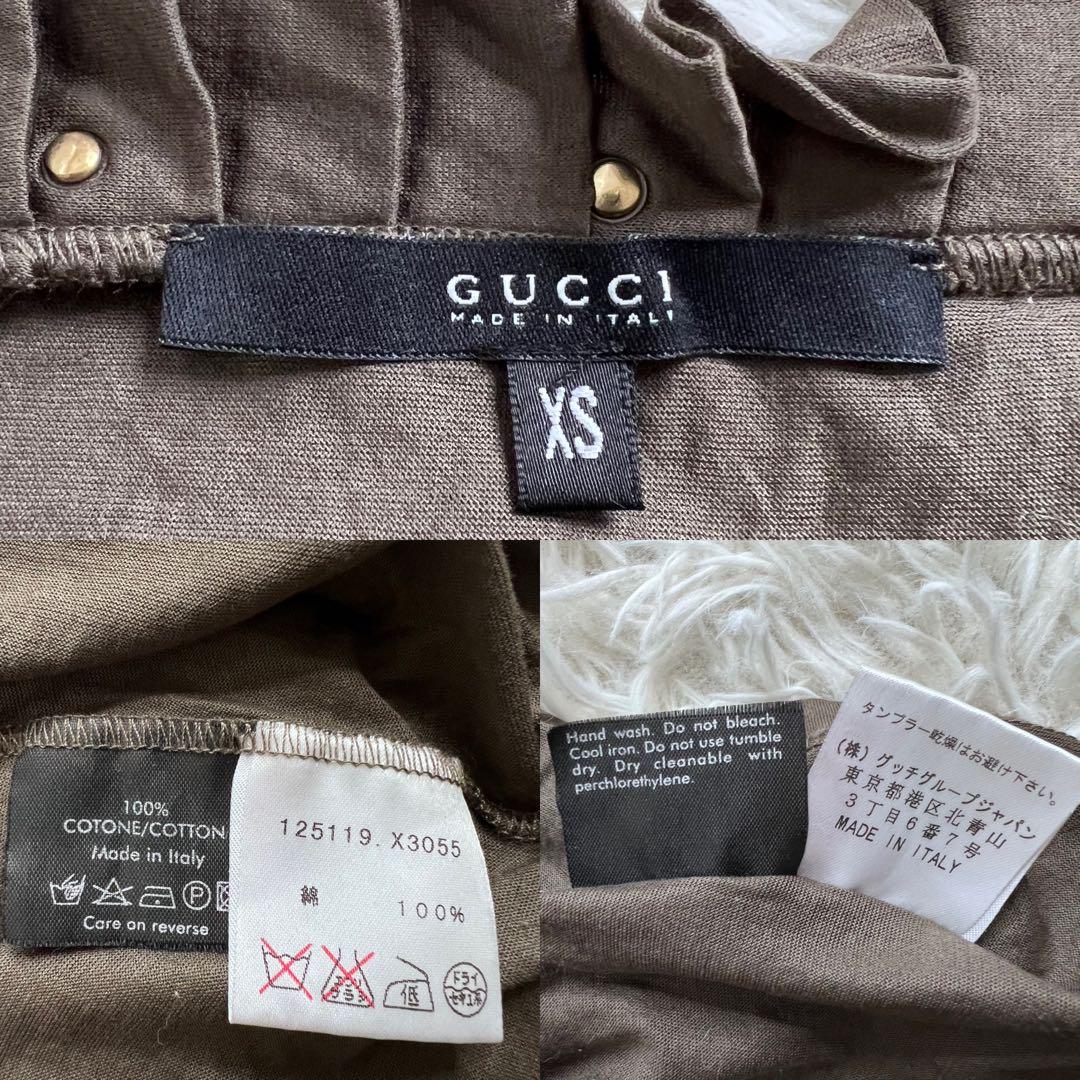 GUCCI
MADE IN ITALY
XS
100%
COTONE/COTTON
Made in Italy
P
Care on reverse
125119. X3055
綿 100%
低
ドライ
セキユ系
Hand wash. Do not bleach.
Cool iron. Do not use tumble
dry. Dry cleanable with
perchlorethylene.
タンブラー乾燥はお避け下さい。
(株)グッチグループジャパン
東京都港区北青山
3丁目6番7号
MADE IN ITALY